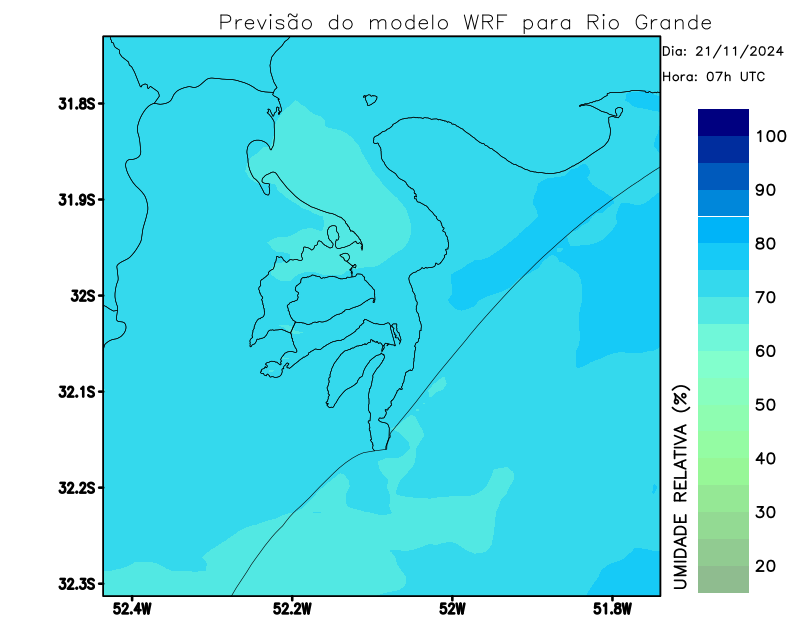 Previsão do modelo WRF para Rio Grande
Dia: 21/11/2024
Hora: 07h UTC
31.8S
31.9S
32S
32.1S
32.2S
32.3S
52.4W
52.2W
52W
51.8W
UMIDADE RELATIVA (%)
100
90
80
70
60
50
40
30
20